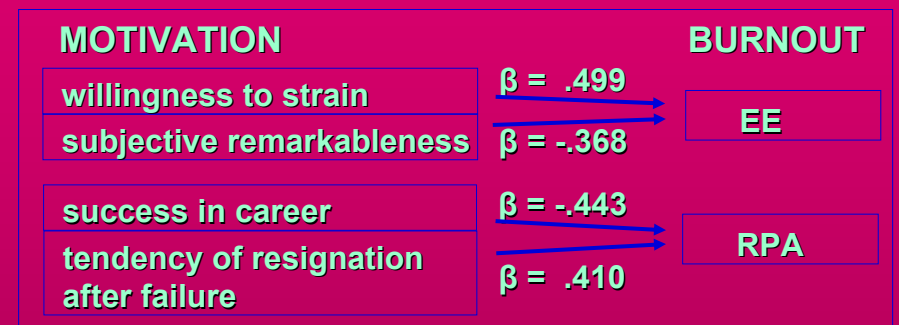 MOTIVATION BURNOUT
willingness to strain β = .499
EE
subjective remarkableness β = -.368
success in career β = -.443
RPA
tendency of resignation
after failure β = .410